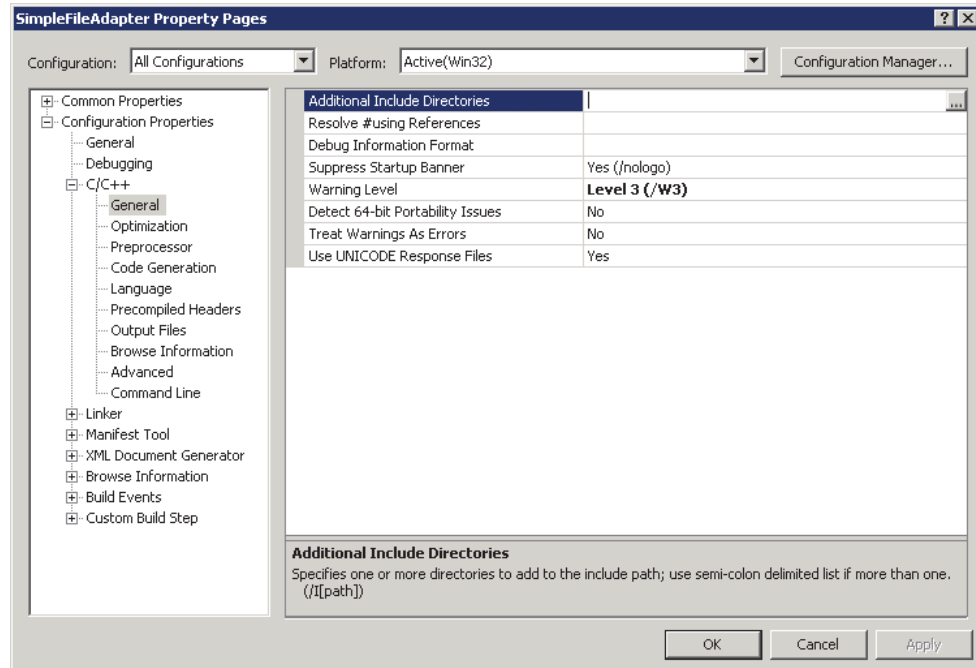 SimpleFileAdapter Property Pages
Configuration: All Configurations Platform: Active(Win32) Configuration Manager...
Common Properties
Configuration Properties
General
Debugging
C/C++
General
Optimization
Preprocessor
Code Generation
Language
Precompiled Headers
Output Files
Browse Information
Advanced
Command Line
Linker
Manifest Tool
XML Document Generator
Browse Information
Build Events
Custom Build Step
Additional Include Directories ...
Resolve #using References
Debug Information Format
Suppress Startup Banner Yes (/nologo)
Warning Level Level 3 (/W3)
Detect 64-bit Portability Issues No
Treat Warnings As Errors No
Use UNICODE Response Files Yes
Additional Include Directories
Specifies one or more directories to add to the include path; use semi-colon delimited list if more than one.
(/I[path])
OK Cancel Apply